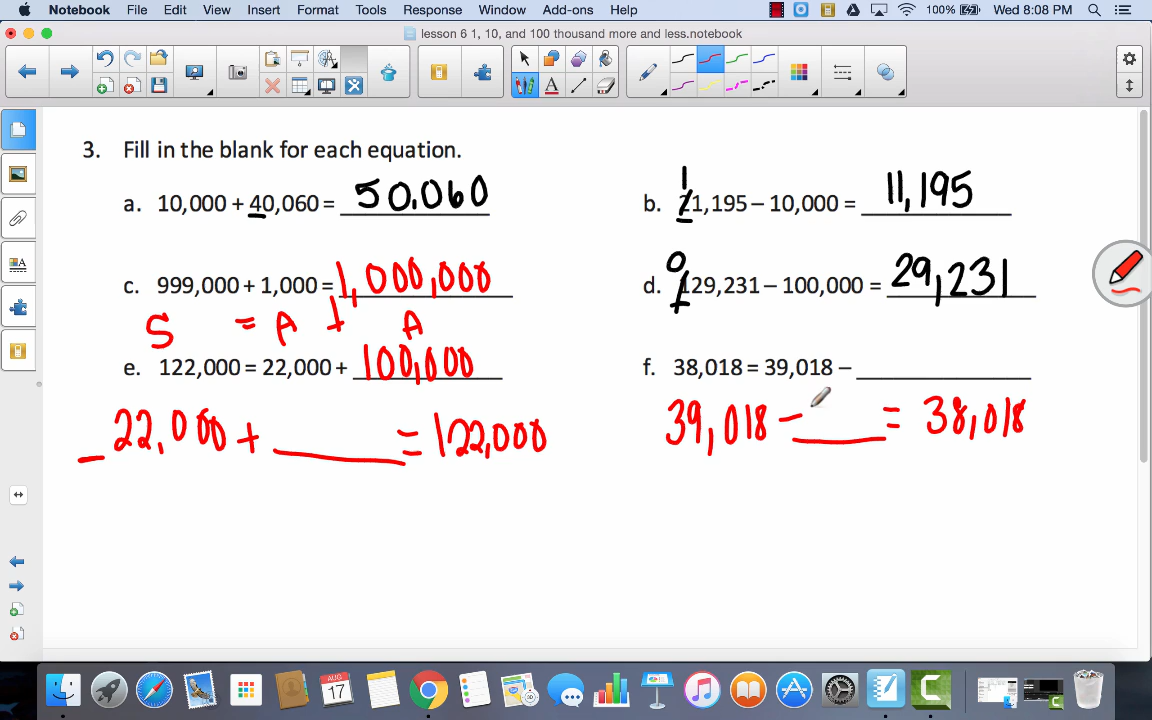 Notebook File Edit View Insert Format Tools Response Window Add-ons Help 100% Wed 8:08 PM
lesson 6 1, 10, and 100 thousand more and less.notebook
3. Fill in the blank for each equation.
a. 10,000 + 40,060 = 50,060
1
b. 21,195 – 10,000 = 11,195
c. 999,000 + 1,000 = 1,000,000
0
d. 129,231 – 100,000 = 29,231
S = A + A
e. 122,000 = 22,000 + 100,000
f. 38,018 = 39,018 – ____
22,000 + ____ = 122,000
39,018 – ____ = 38,018
AUG
17